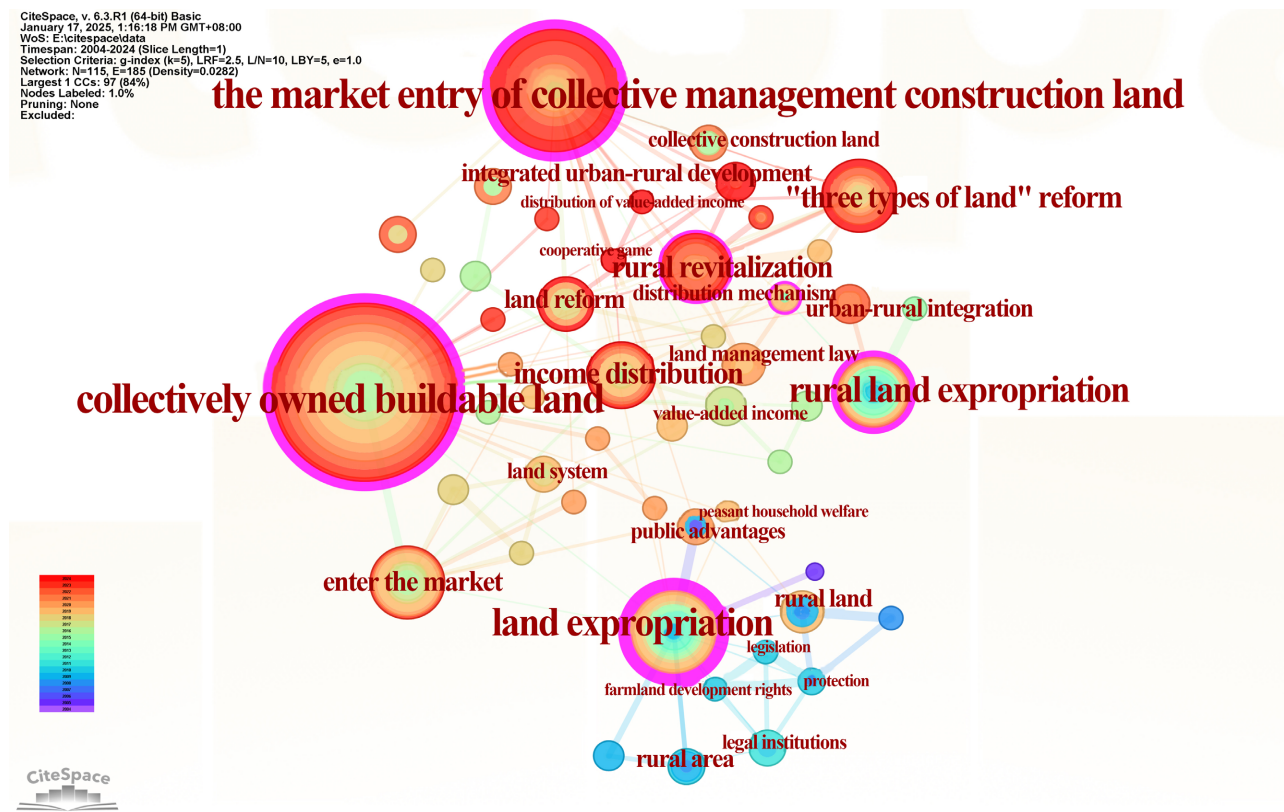 CiteSpace, v. 6.3.R1 (64-bit) Basic
January 17, 2025, 1:16:18 PM GMT+08:00
WoS: E:\citespace\data
Timespan: 2004-2024 (Slice Length=1)
Selection Criteria: g-index (k=5), LRF=2.5, L/N=10, LBY=5, e=1.0
Network: N=115, E=185 (Density=0.0282)
Largest 1 CCs: 97 (84%)
Nodes Labeled: 1.0%
Pruning: None
Excluded:
the market entry of collective management construction land
collective construction land
integrated urban-rural development
"three types of land" reform
distribution of value-added income
cooperative game
rural revitalization
distribution mechanism
land reform
urban-rural integration
land management law
income distribution
rural land expropriation
collectively owned buildable land
value-added income
land system
peasant household welfare
public advantages
enter the market
rural land
land expropriation
legislation
protection
farmland development rights
legal institutions
rural area
CiteSpace